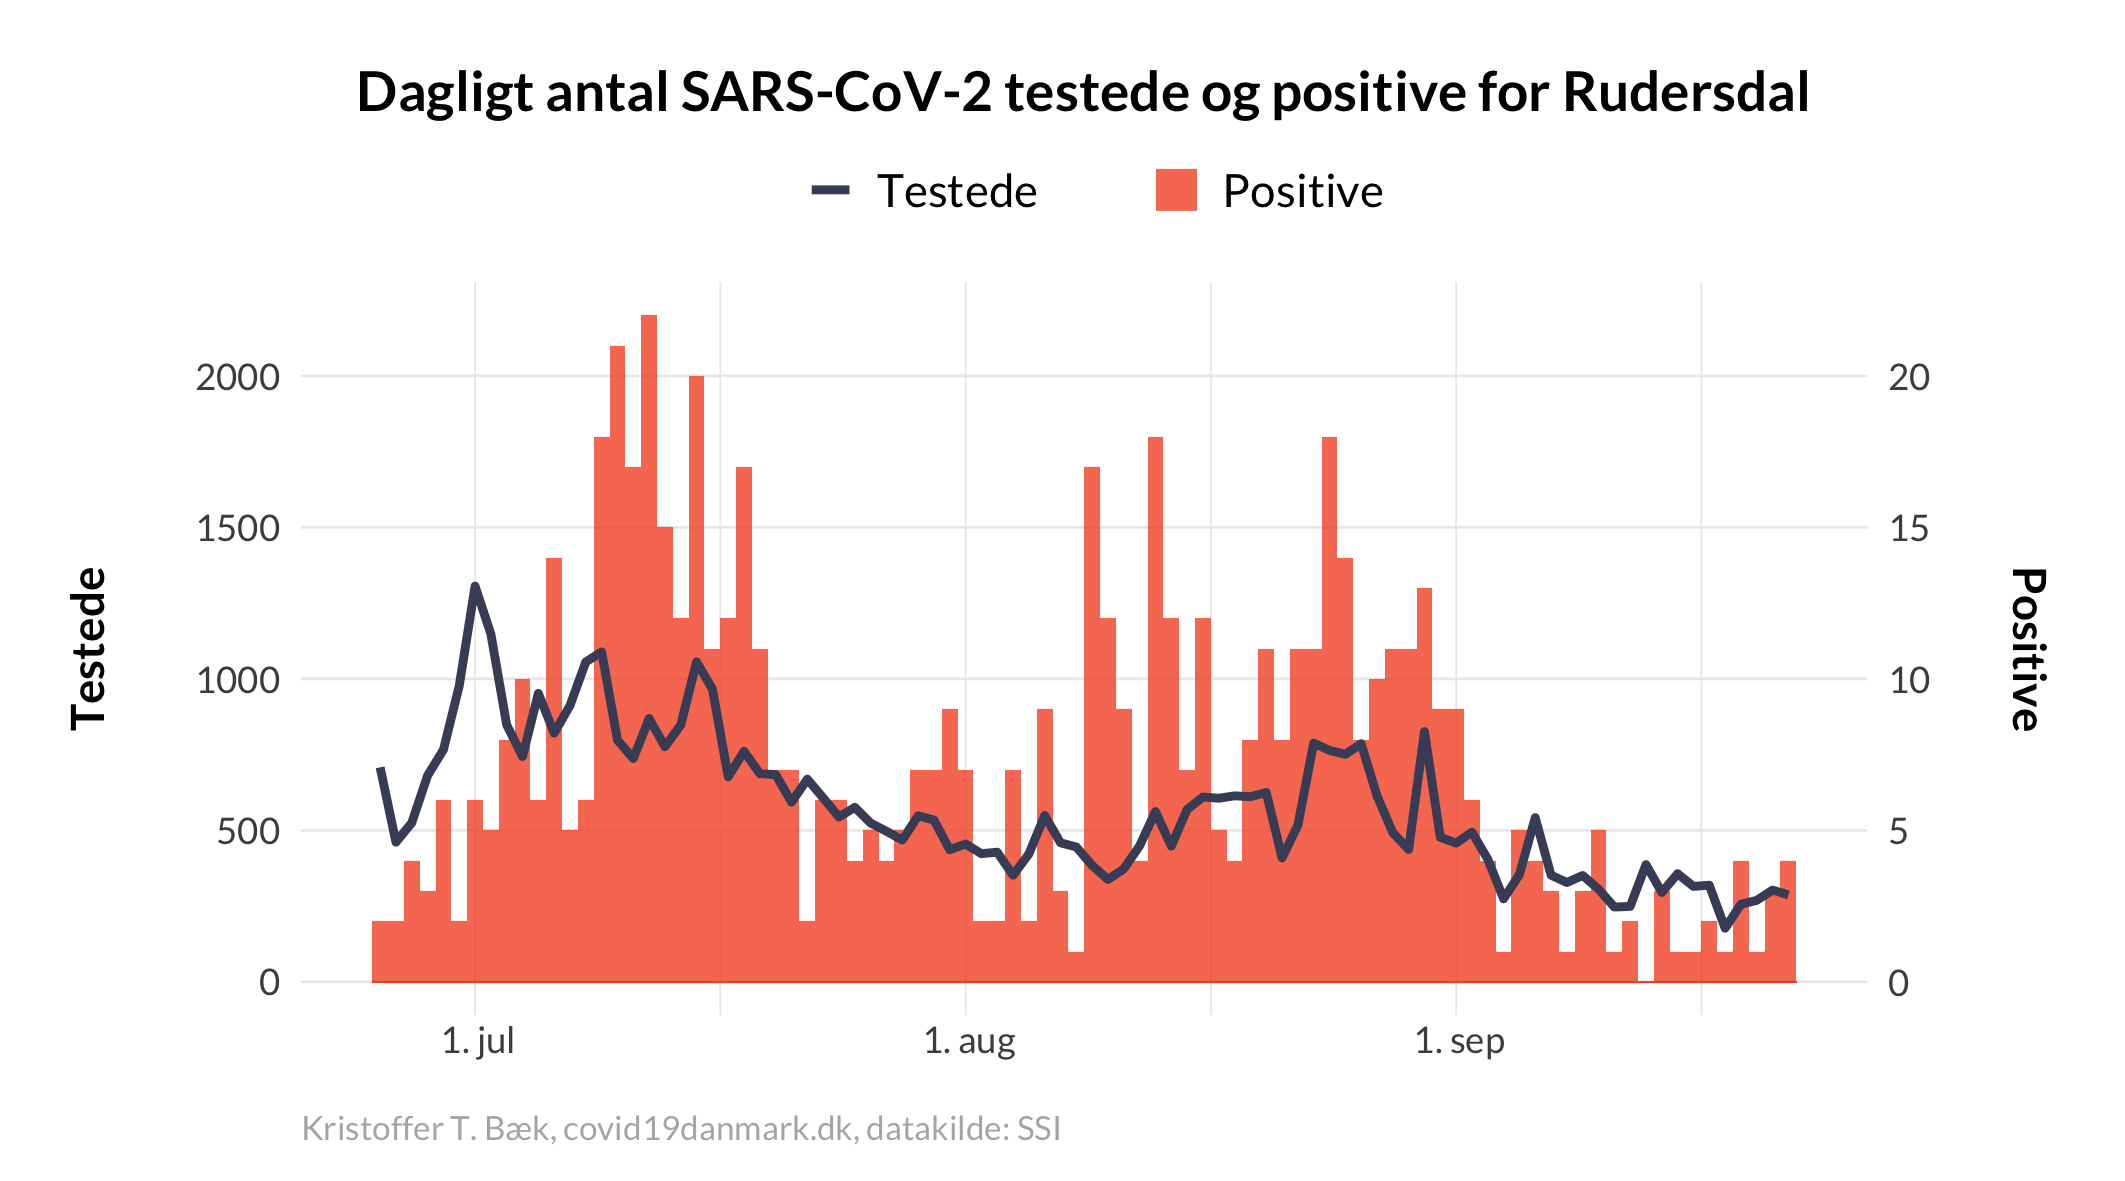 Dagligt antal SARS-CoV-2 testede og positive for Rudersdal
Testede
Positive
2000
1500
1000
500
0
Testede
20
15
10
5
0
Positive
1. jul
1. aug
1. sep
Kristoffer T. Bæk, covid19danmark.dk, datakilde: SSI